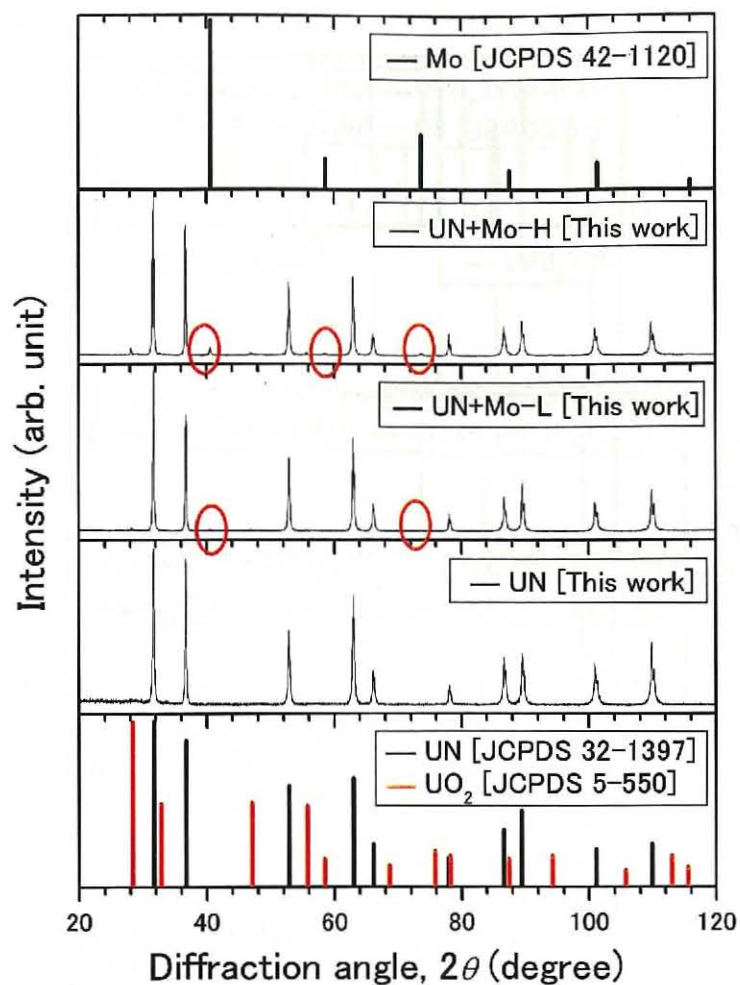 Mo [JCPDS 42-1120]
UN+Mo-H [This work]
UN+Mo-L [This work]
UN [This work]
UN [JCPDS 32-1397]
UO₂ [JCPDS 5-550]
Intensity (arb. unit)
20 40 60 80 100 120
Diffraction angle, 2θ (degree)